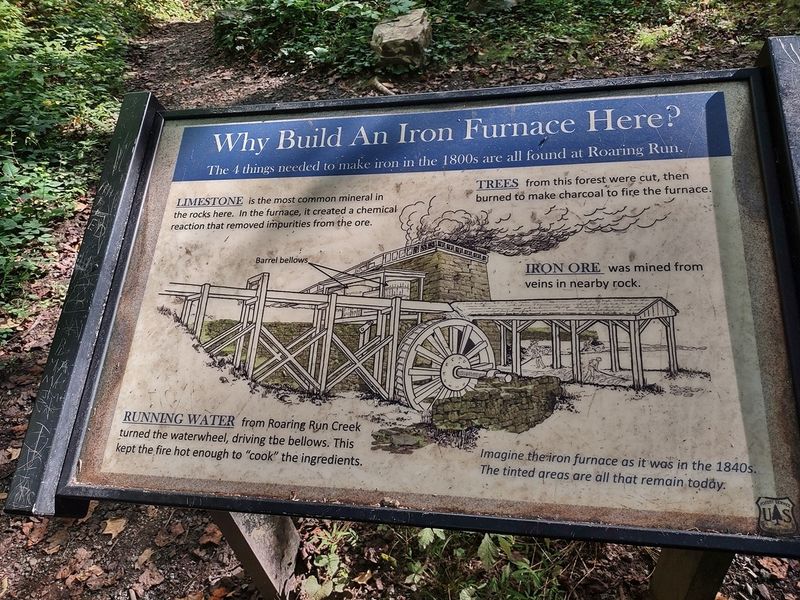 Why Build An Iron Furnace Here?
The 4 things needed to make iron in the 1800s are all found at Roaring Run.
LIMESTONE is the most common mineral in
the rocks here. In the furnace, it created a chemical
reaction that removed impurities from the ore.
TREES from this forest were cut, then
burned to make charcoal to fire the furnace.
Barrel bellows
IRON ORE was mined from
veins in nearby rock.
RUNNING WATER from Roaring Run Creek
turned the waterwheel, driving the bellows. This
kept the fire hot enough to "cook" the ingredients.
Imagine the iron furnace as it was in the 1840s.
The tinted areas are all that remain today.
U S